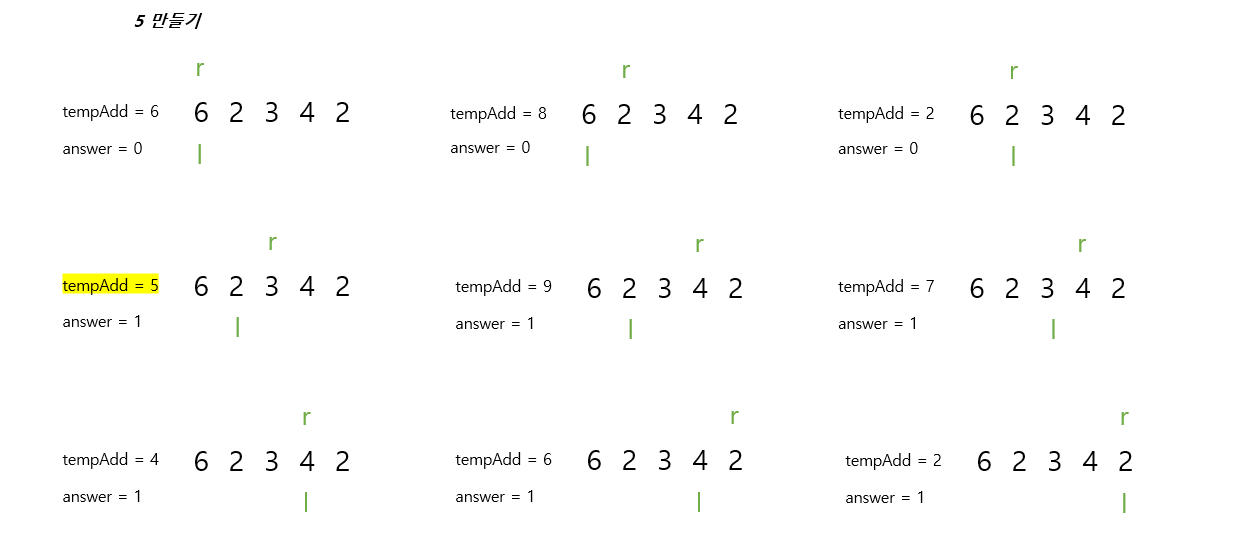 5 만들기
r
tempAdd = 6 6 2 3 4 2
answer = 0
l
r
tempAdd = 8 6 2 3 4 2
answer = 0
l
r
tempAdd = 2 6 2 3 4 2
answer = 0
l
r
tempAdd = 5 6 2 3 4 2
answer = 1
l
r
tempAdd = 9 6 2 3 4 2
answer = 1
l
r
tempAdd = 7 6 2 3 4 2
answer = 1
l
r
tempAdd = 4 6 2 3 4 2
answer = 1
l
r
tempAdd = 6 6 2 3 4 2
answer = 1
l
r
tempAdd = 2 6 2 3 4 2
answer = 1
l